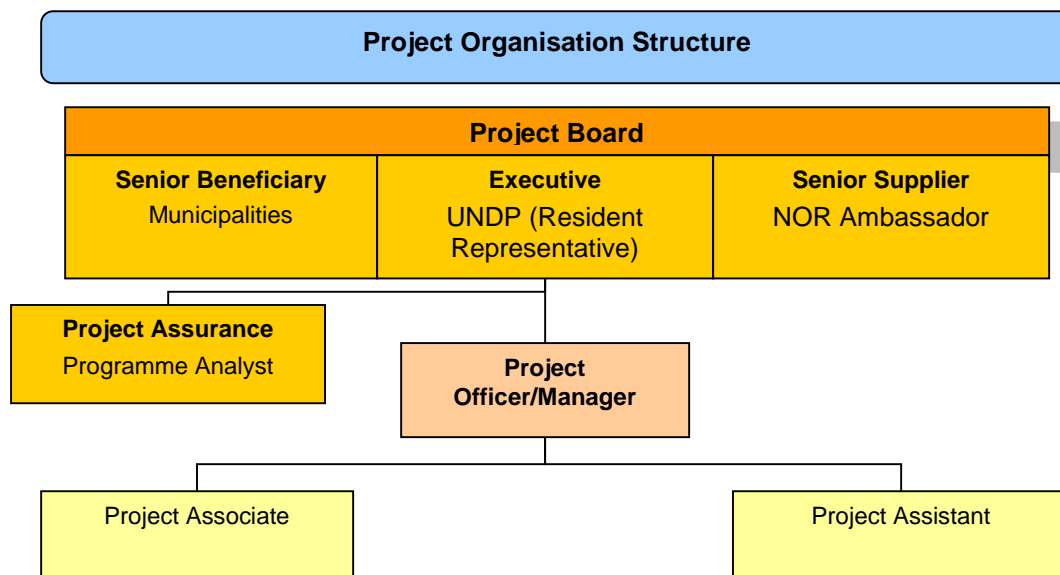 Project Organisation Structure
Project Board
Senior Beneficiary
Municipalities
Executive
UNDP (Resident
Representative)
Senior Supplier
NOR Ambassador
Project Assurance
Programme Analyst
Project
Officer/Manager
Project Associate
Project Assistant